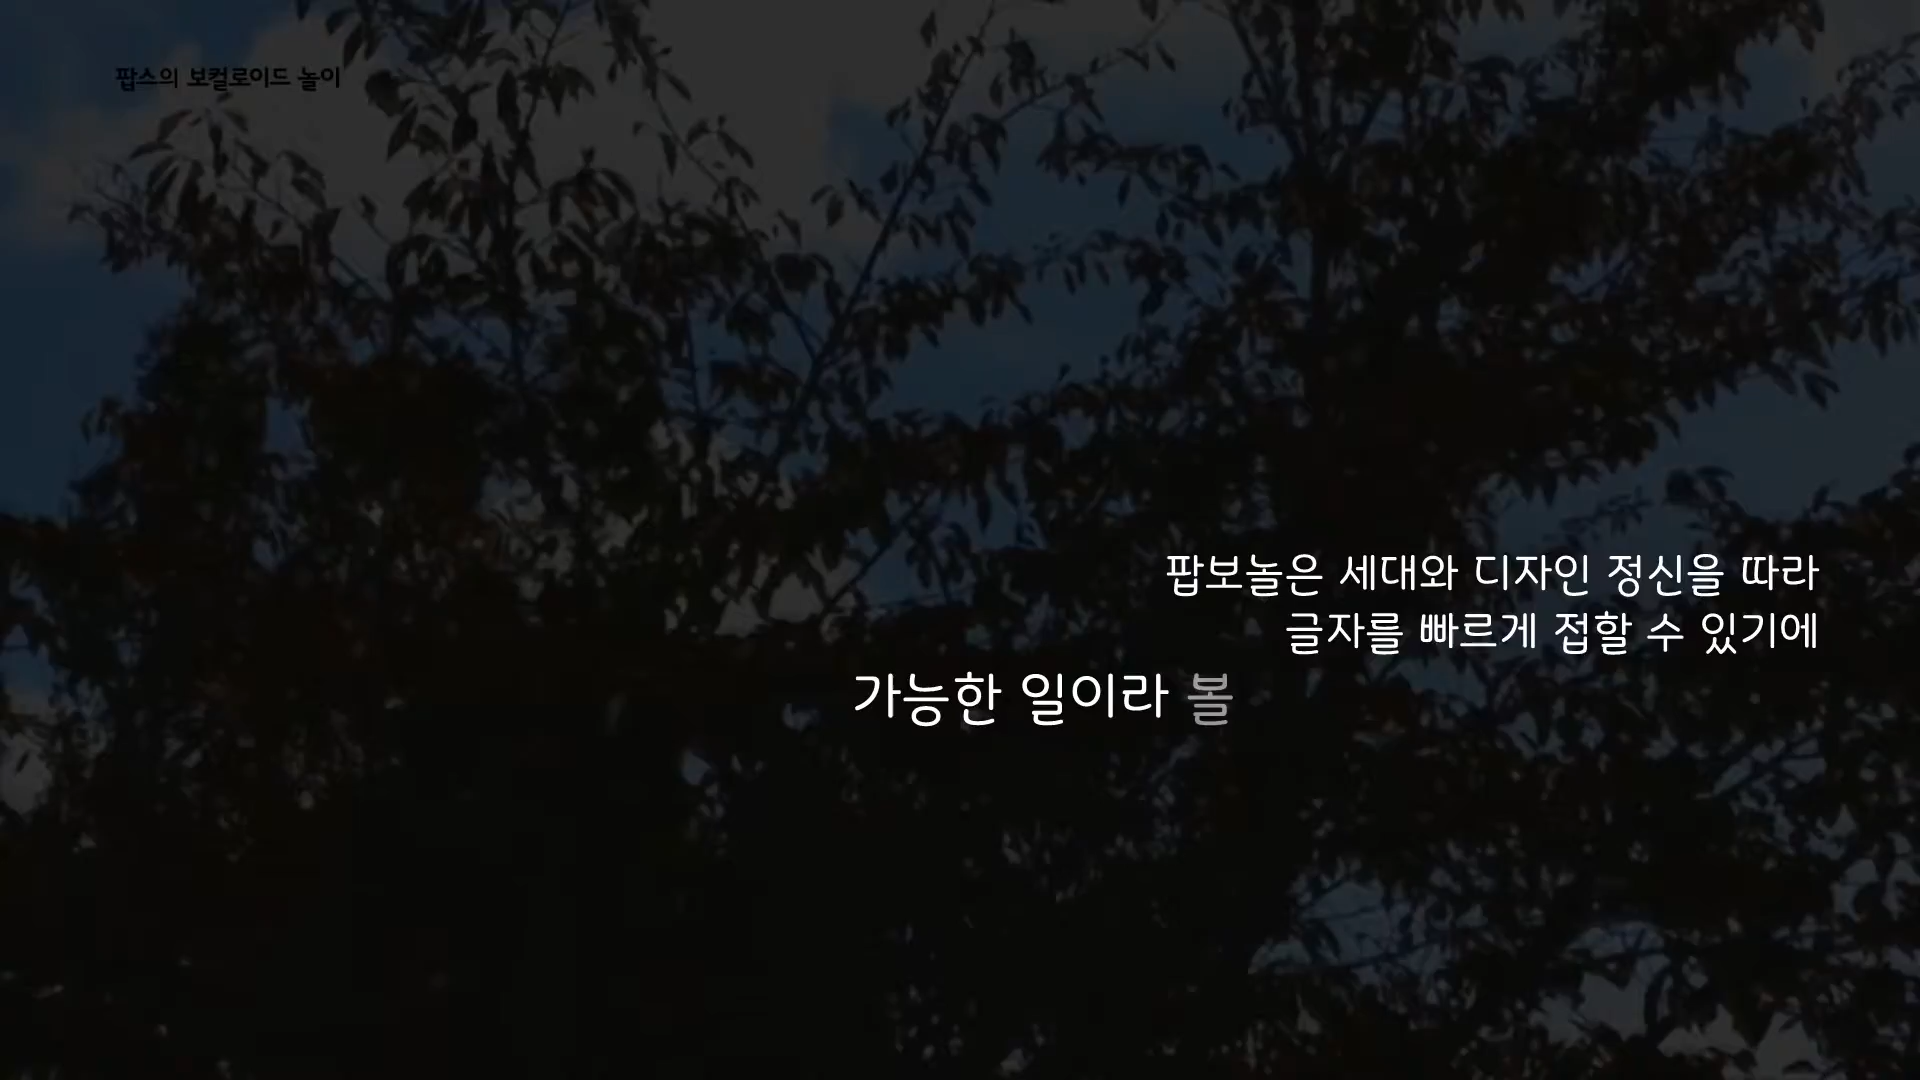 팝스의 보컬로이드 놀이
팝보놀은 세대와 디자인 정신을 따라
글자를 빠르게 접할 수 있기에
가능한 일이라 볼